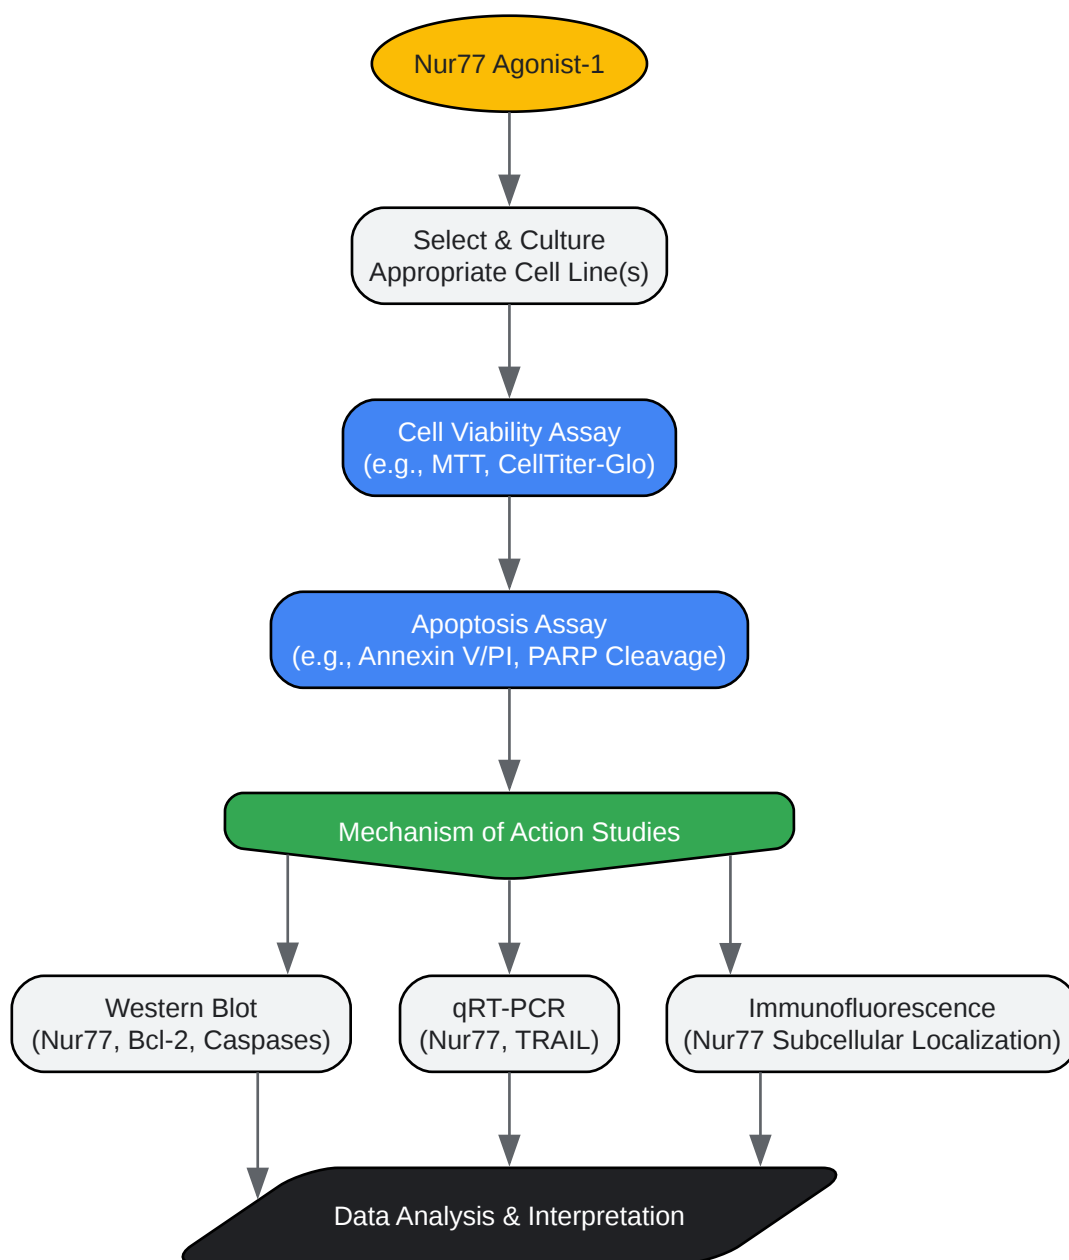 Nur77 Agonist-1
Select & Culture
Appropriate Cell Line(s)
Cell Viability Assay
(e.g., MTT, CellTiter-Glo)
Apoptosis Assay
(e.g., Annexin V/PI, PARP Cleavage)
Mechanism of Action Studies
Western Blot
(Nur77, Bcl-2, Caspases)
qRT-PCR
(Nur77, TRAIL)
Immunofluorescence
(Nur77 Subcellular Localization)
Data Analysis & Interpretation